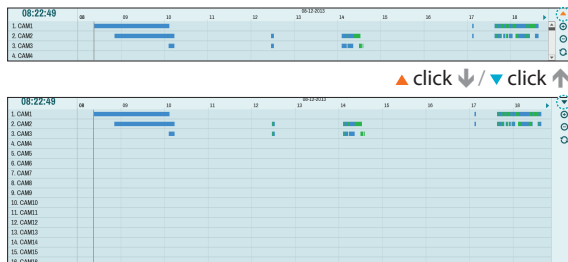 08:22:49
08-12-2013
08 09 10 11 12 13 14 15 16 17 18
1. CAM1
2. CAM2
3. CAM3
4. CAM4
click / click
08:22:49
08-12-2013
08 09 10 11 12 13 14 15 16 17 18
1. CAM1
2. CAM2
3. CAM3
4. CAM4
5. CAM5
6. CAM6
7. CAM7
8. CAM8
9. CAM9
10. CAM10
11. CAM11
12. CAM12
13. CAM13
14. CAM14
15. CAM15
16. CAM16